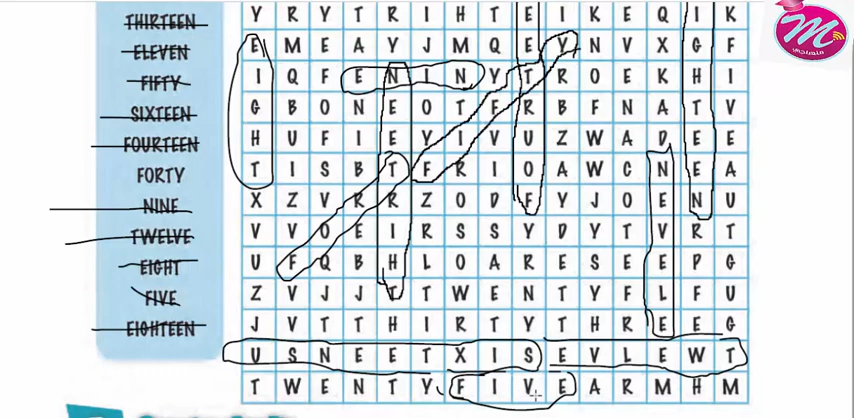 THIRTEEN
ELEVEN
FIFTY
SIXTEEN
FOURTEEN
FORTY
NINE
TWELVE
EIGHT
FIVE
EIGHTEEN
Y R Y T R I H T E I K E Q I K
E M E A Y J M Q E Y N V X G F
I Q F E N I N Y T R O E K H I
G B O N E O T F R B F N A T V
H U F I E Y I V U Z W A D E E
T I S B T F R I O A W C N E A
X Z V R R Z O D F Y J O E N U
V V O E I R S S Y D Y T V R T
U F Q B H L O A R E S E E P G
Z V J J T T W E N T Y F L F U
J V T T H I R T Y T H R E E G
U S N E E T X I S E V L E W T
T W E N T Y F I V E A R M H M